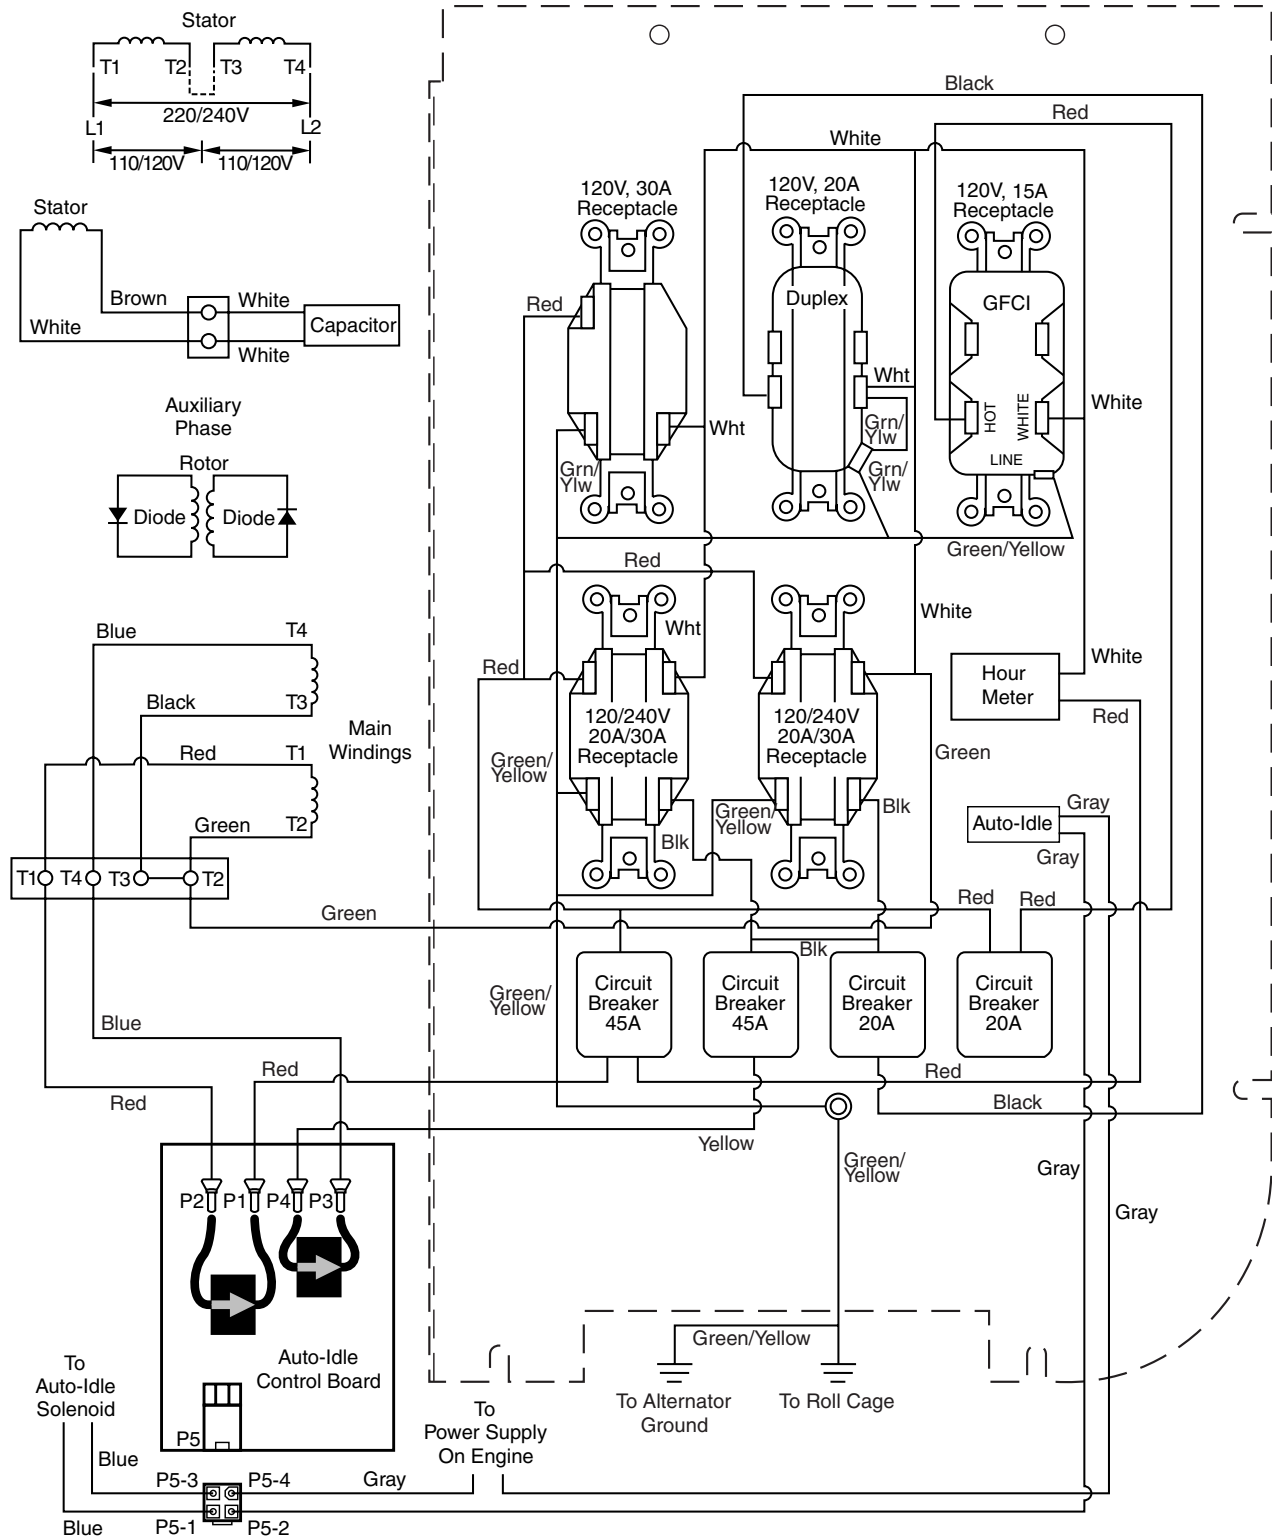 Stator
T1 T2 T3 T4
220/240V
L1 L2
110/120V 110/120V
Stator
Brown White
White
White
Capacitor
Auxiliary
Phase
Rotor
Diode Diode
Blue T4
Black T3
Red T1
Green T2
Main
Windings
T1 T4 T3 T2
Green
Blue
Red
Red
P2 P1 P4 P3
Auto-Idle
Control Board
P5
To
Auto-Idle
Solenoid
Blue
Blue
P5-3 P5-4
P5-1 P5-2
Gray
To
Power Supply
On Engine
Black
Red
White
120V, 30A
Receptacle
120V, 20A
Receptacle
120V, 15A
Receptacle
Red
Duplex
GFCI
Wht
Wht
White
HOT
WHITE
LINE
Grn/
Ylw
Grn/
Ylw
Grn/
Ylw
Green/Yellow
Red
Wht
White
Red
120/240V
20A/30A
Receptacle
120/240V
20A/30A
Receptacle
Green/
Yellow
Green/
Yellow
Blk
Blk
Green
Hour
Meter
White
Red
Auto-Idle
Gray
Gray
Red
Red
Blk
Green/
Yellow
Circuit
Breaker
45A
Circuit
Breaker
45A
Circuit
Breaker
20A
Circuit
Breaker
20A
Red
Black
Yellow
Green/
Yellow
Gray
Gray
Green/Yellow
To Alternator
Ground
To Roll Cage